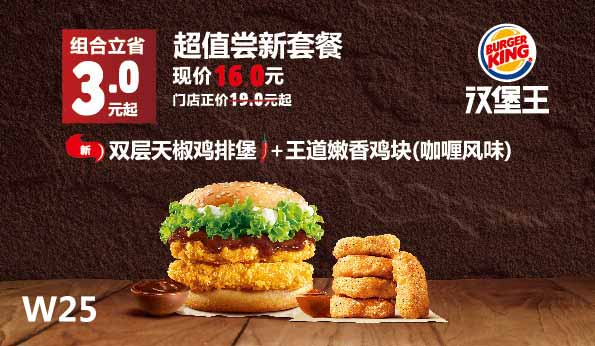 组合立省
3.0
元起
超值尝新套餐
现价16.0元
门店正价19.0元起
BURGER
KING
汉堡王
新 双层天椒鸡排堡+王道嫩香鸡块(咖喱风味)
W25